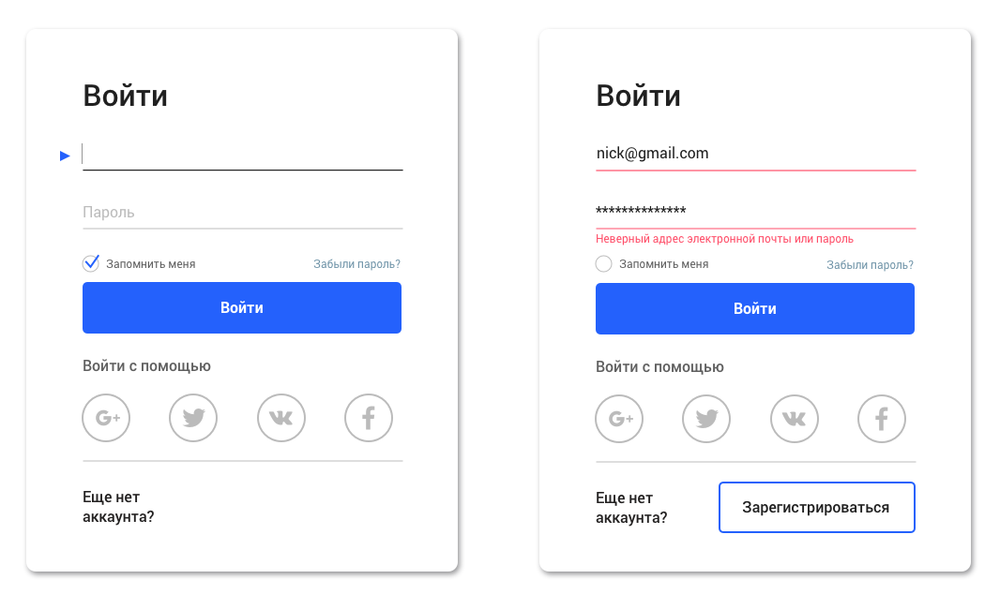 Войти
Пароль
Запомнить меня
Забыли пароль?
Войти
Войти с помощью
G+
Еще нет
аккаунта?
Войти
nick@gmail.com
**************
Неверный адрес электронной почты или пароль
Запомнить меня
Забыли пароль?
Войти
Войти с помощью
G+
Еще нет
аккаунта?
Зарегистрироваться